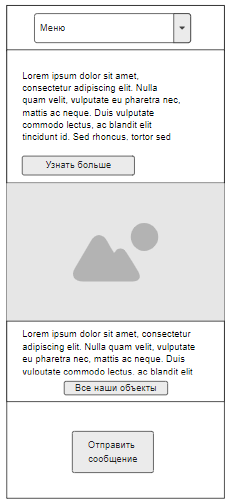 Меню
Lorem ipsum dolor sit amet,
consectetur adipiscing elit. Nulla
quam velit, vulputate eu pharetra nec,
mattis ac neque. Duis vulputate
commodo lectus, ac blandit elit
tincidunt id. Sed rhoncus, tortor sed
Узнать больше
Lorem ipsum dolor sit amet, consectetur
adipiscing elit. Nulla quam velit, vulputate
eu pharetra nec, mattis ac neque. Duis
vulputate commodo lectus, ac blandit elit
Все наши объекты
Отправить
сообщение